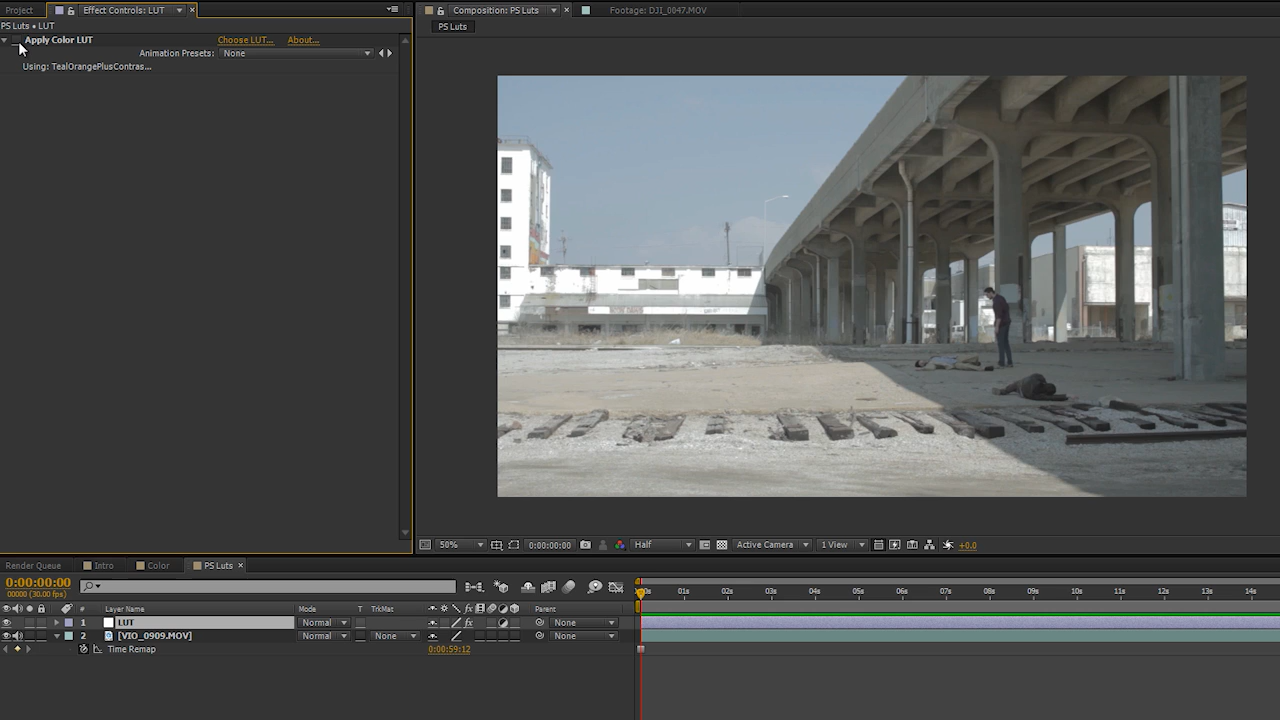 Project Effect Controls: LUT
PS Luts • LUT
Apply Color LUT Choose LUT... About...
Animation Presets: None
Using: TealOrangePlusContras...
Composition: PS Luts Footage: DJI_0047.MOV
PS Luts
50% 0:00:00:00 Half Active Camera 1 View +0.0
Render Queue Intro Color PS Luts
0:00:00:00
00000 (30.00 fps)
# Layer Name Mode T TrkMat fx Parent
1 LUT Normal fx None
2 [VIO_0909.MOV] Normal None None
Time Remap 0:00:59:12
01s 02s 03s 04s 05s 06s 07s 08s 09s 10s 11s 12s 13s 14s